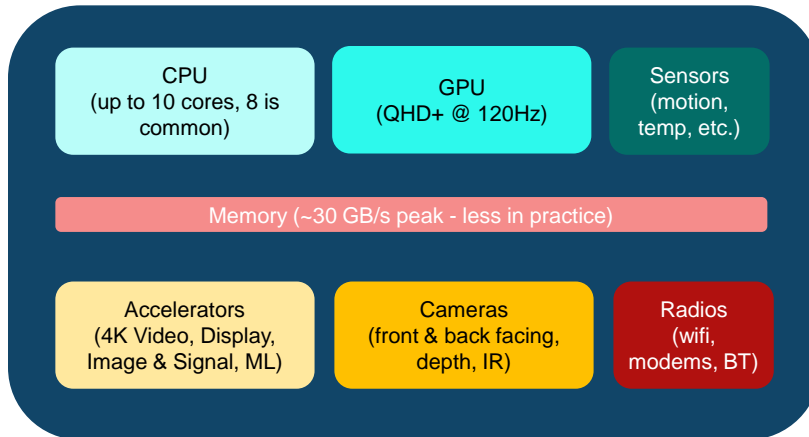 CPU
(up to 10 cores, 8 is
common)
GPU
(QHD+ @ 120Hz)
Sensors
(motion,
temp, etc.)
Memory (~30 GB/s peak - less in practice)
Accelerators
(4K Video, Display,
Image & Signal, ML)
Cameras
(front & back facing,
depth, IR)
Radios
(wifi,
modems, BT)